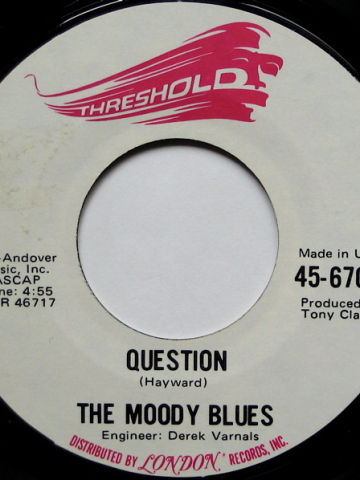 THRESHOLD
-Andover
sic, Inc.
ASCAP
ne: 4:55
R 46717
Made in U
45-670
Produced
Tony Cla
QUESTION
(Hayward)
THE MOODY BLUES
Engineer: Derek Varnals
DISTRIBUTED BY LONDON® RECORDS, INC.